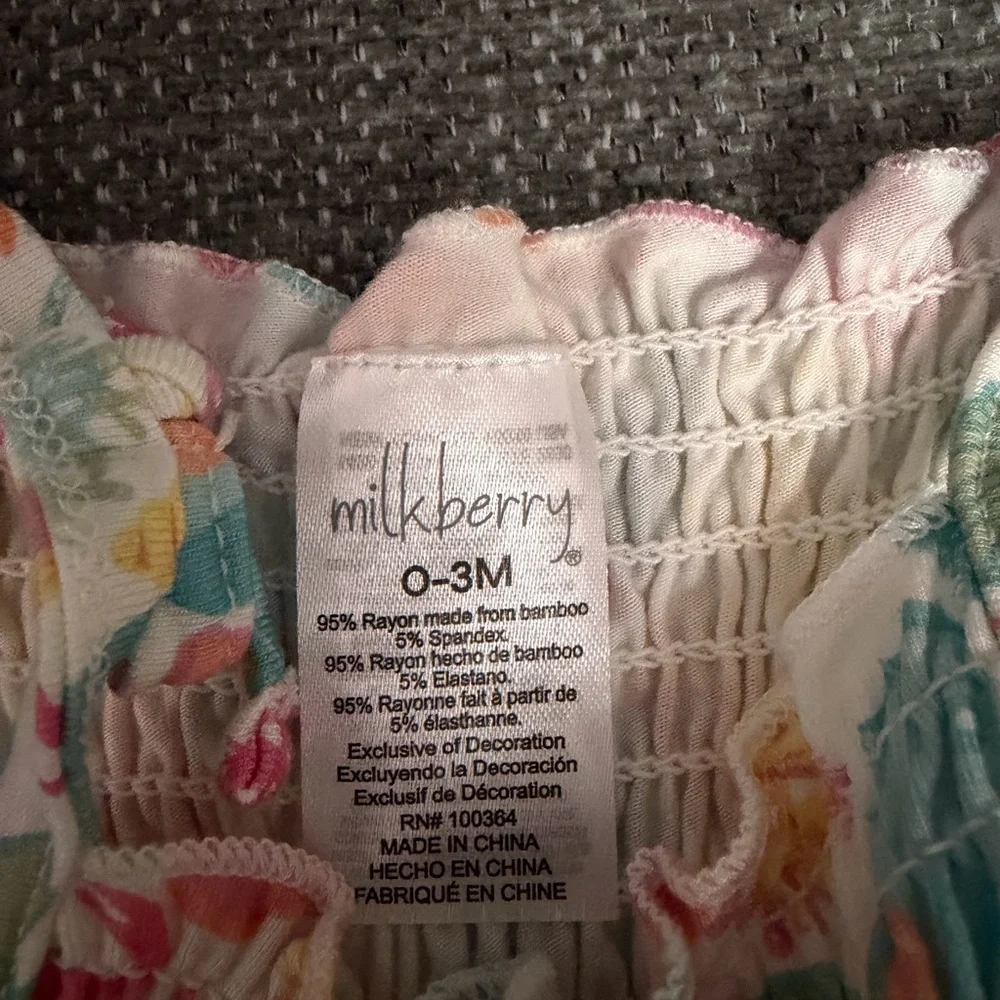 milkberry®
0-3M
95% Rayon made from bamboo
5% Spandex.
95% Rayon hecho de bamboo
5% Elastano.
95% Rayonne fait à partir de
5% élasthanne.
Exclusive of Decoration
Excluyendo la Decoración
Exclusif de Décoration
RN# 100364
MADE IN CHINA
HECHO EN CHINA
FABRIQUÉ EN CHINE